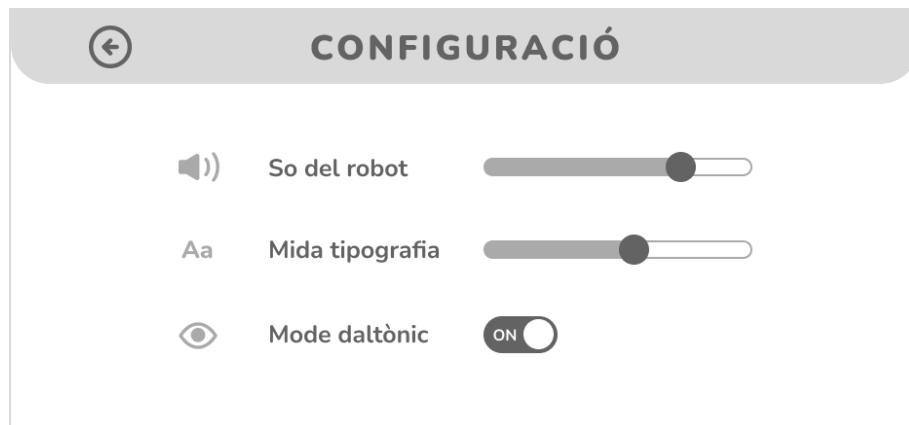 CONFIGURACIÓ
So del robot
Aa Mida tipografia
Mode daltònic ON